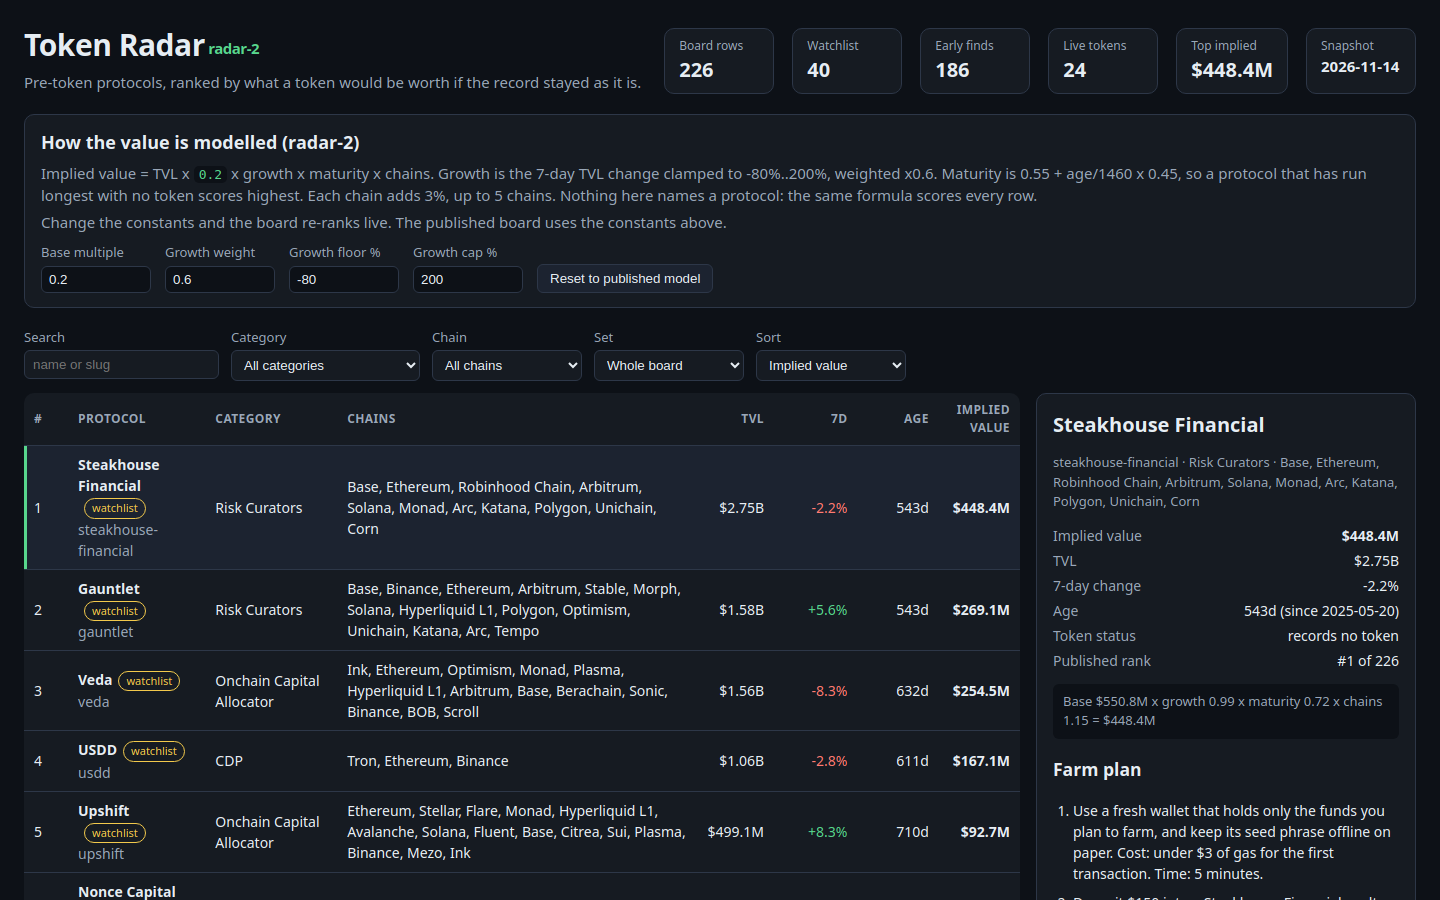 Token Radar radar-2
Pre-token protocols, ranked by what a token would be worth if the record stayed as it is.
Board rows
226
Watchlist
40
Early finds
186
Live tokens
24
Top implied
$448.4M
Snapshot
2026-11-14
How the value is modelled (radar-2)
Implied value = TVL x 0.2 x growth x maturity x chains. Growth is the 7-day TVL change clamped to -80%..200%, weighted x0.6. Maturity is 0.55 + age/1460 x 0.45, so a protocol that has run
longest with no token scores highest. Each chain adds 3%, up to 5 chains. Nothing here names a protocol: the same formula scores every row.
Change the constants and the board re-ranks live. The published board uses the constants above.
Base multiple
Growth weight
Growth floor %
Growth cap %
0.2
0.6
-80
200
Reset to published model
Search
Category
Chain
Set
Sort
name or slug
All categories
All chains
Whole board
Implied value
# PROTOCOL CATEGORY CHAINS TVL 7D AGE IMPLIED
VALUE
Steakhouse
Financial
watchlist
steakhouse-
financial
1
Risk Curators
Base, Ethereum, Robinhood Chain, Arbitrum,
Solana, Monad, Arc, Katana, Polygon, Unichain,
Corn
$2.75B
-2.2%
543d
$448.4M
Gauntlet
watchlist
gauntlet
2
Risk Curators
Base, Binance, Ethereum, Arbitrum, Stable, Morph,
Solana, Hyperliquid L1, Polygon, Optimism,
Unichain, Katana, Arc, Tempo
$1.58B
+5.6%
543d
$269.1M
3
Veda watchlist
veda
Onchain Capital
Allocator
Ink, Ethereum, Optimism, Monad, Plasma,
Hyperliquid L1, Arbitrum, Base, Berachain, Sonic,
Binance, BOB, Scroll
$1.56B
-8.3%
632d
$254.5M
4
USDD watchlist
usdd
CDP
Tron, Ethereum, Binance
$1.06B
-2.8%
611d
$167.1M
5
Upshift
watchlist
upshift
Onchain Capital
Allocator
Ethereum, Stellar, Flare, Monad, Hyperliquid L1,
Avalanche, Solana, Fluent, Base, Citrea, Sui, Plasma,
Binance, Mezo, Ink
$499.1M
+8.3%
710d
$92.7M
Nonce Capital
Steakhouse Financial
steakhouse-financial · Risk Curators · Base, Ethereum,
Robinhood Chain, Arbitrum, Solana, Monad, Arc, Katana,
Polygon, Unichain, Corn
Implied value $448.4M
TVL $2.75B
7-day change -2.2%
Age 543d (since 2025-05-20)
Token status records no token
Published rank #1 of 226
Base $550.8M x growth 0.99 x maturity 0.72 x chains
1.15 = $448.4M
Farm plan
1. Use a fresh wallet that holds only the funds you
plan to farm, and keep its seed phrase offline on
paper. Cost: under $3 of gas for the first
transaction. Time: 5 minutes.